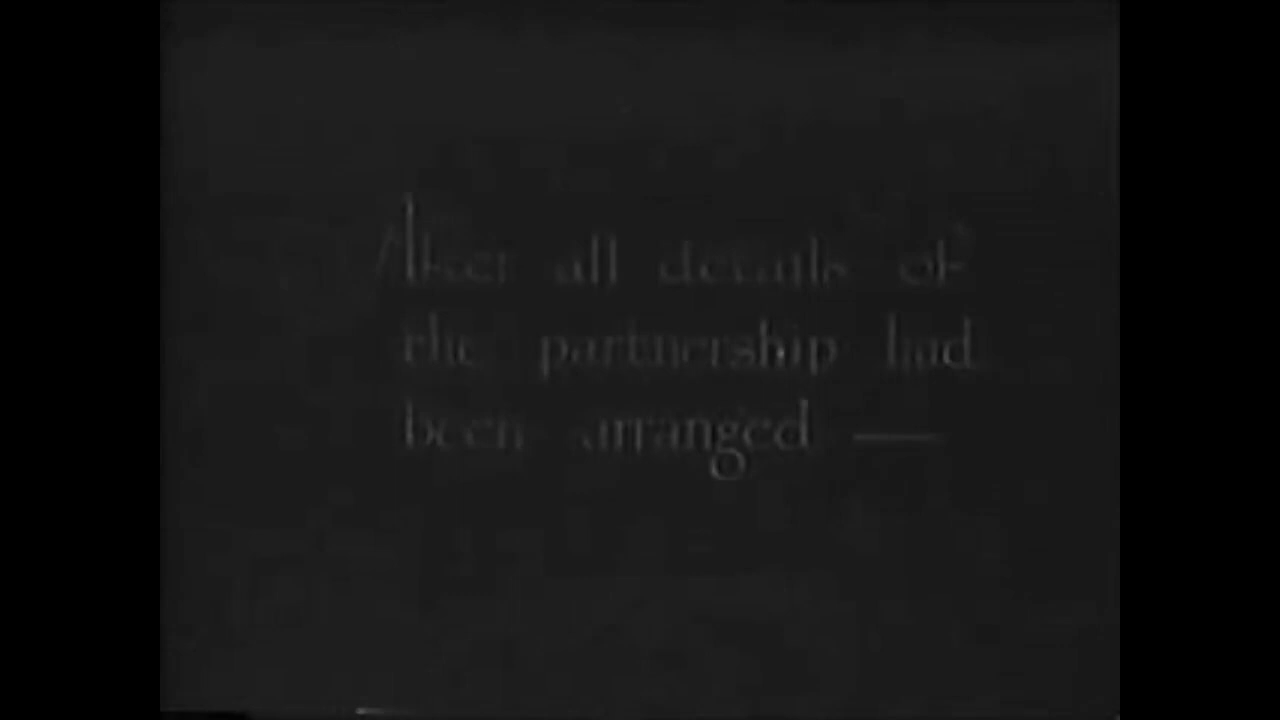 After all details of
the partnership had
been arranged —